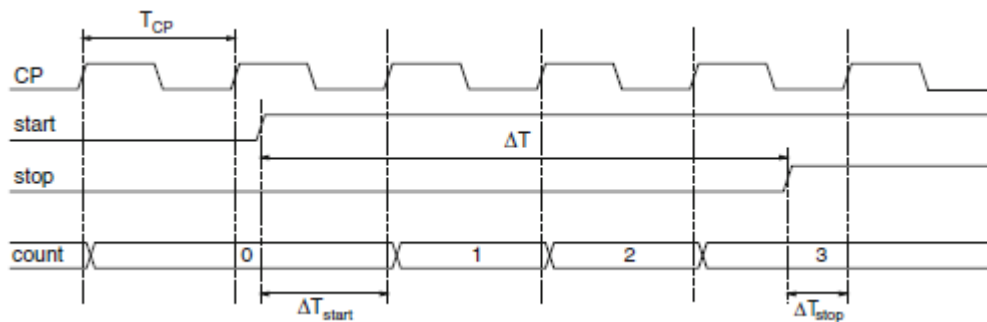 T_CP
CP
start
ΔT
stop
count 0 1 2 3
ΔT_start ΔT_stop